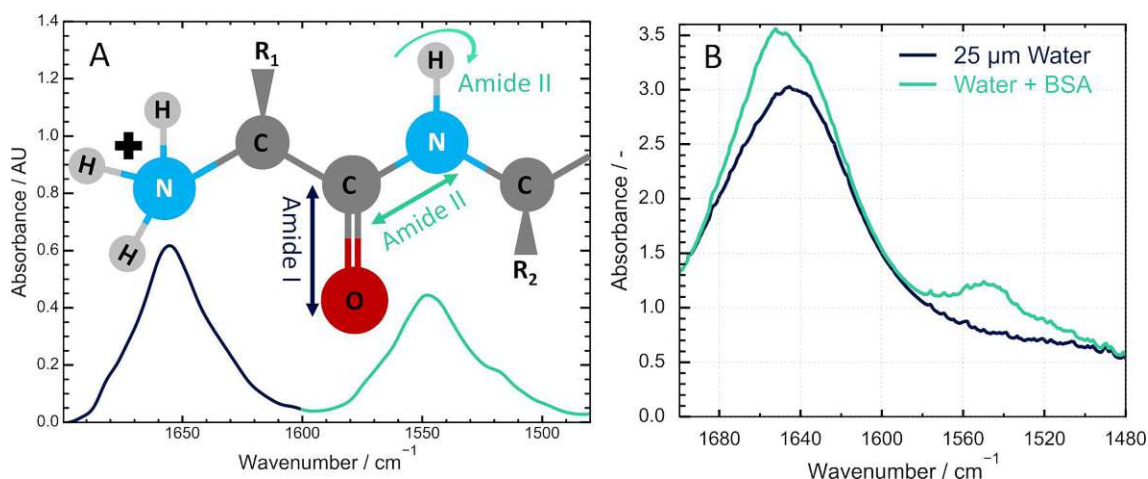 A
1.4
1.2
1.0
0.8
0.6
0.4
0.2
0.0
Absorbance / AU
1650
1600
1550
1500
Wavenumber / cm⁻¹
R₁
H
Amide II
H
H
N
C
C
N
C
H
Amide I
Amide II
R₂
O
B
25 µm Water
Water + BSA
3.5
3.0
2.5
2.0
1.5
1.0
0.5
0.0
Absorbance / -
1680
1640
1600
1560
1520
1480
Wavenumber / cm⁻¹